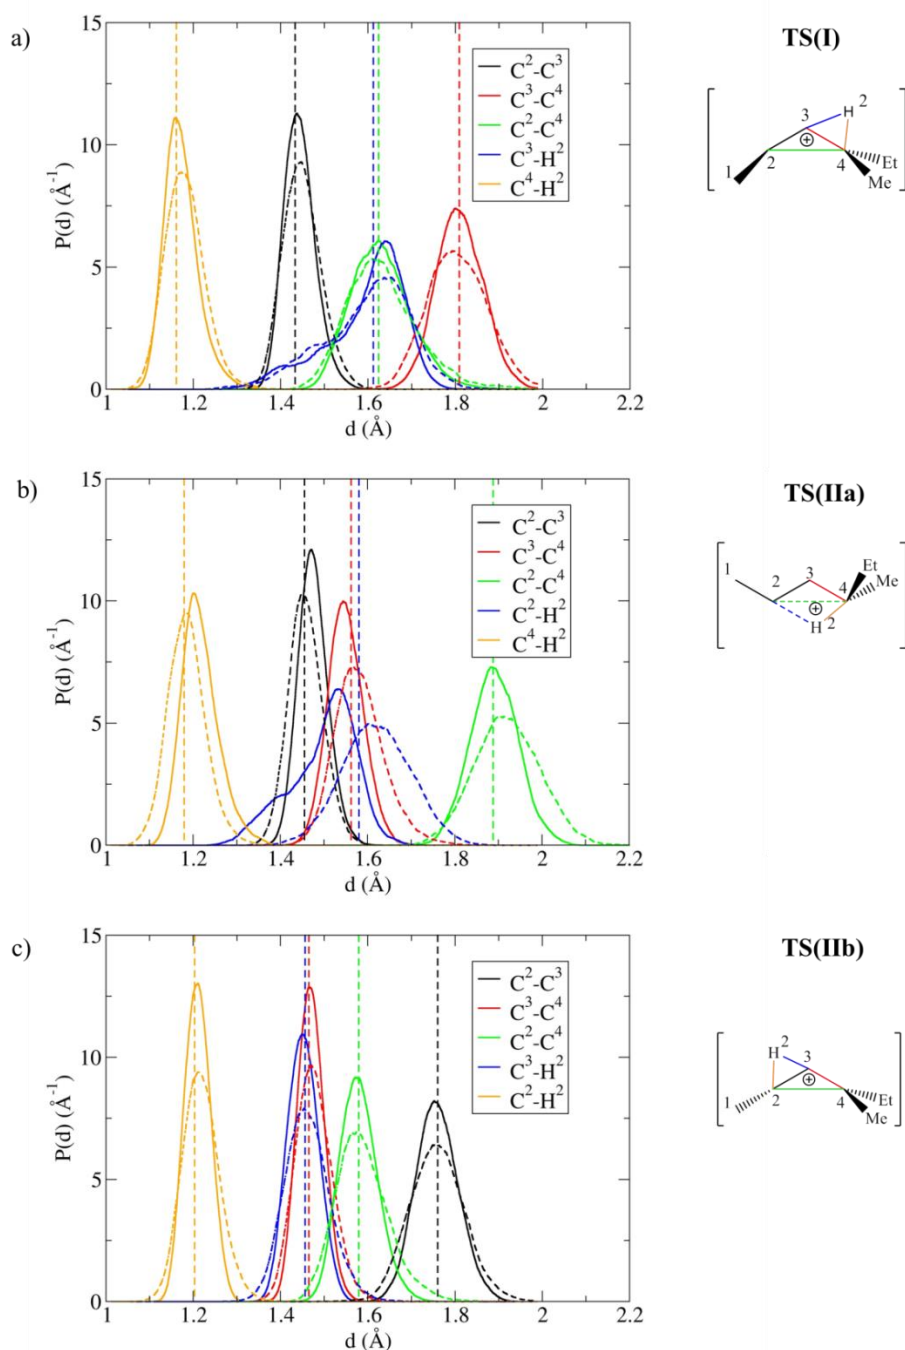 a)
TS(I)
15
10
5
0
P(d) (Å⁻¹)
C²-C³
C³-C⁴
C²-C⁴
C³-H²
C⁴-H²
1 1.2 1.4 1.6 1.8 2 2.2
d (Å)
3 H 2
⊕
1 2 4 Et
Me
b)
TS(IIa)
15
10
5
0
P(d) (Å⁻¹)
C²-C³
C³-C⁴
C²-C⁴
C²-H²
C⁴-H²
1 1.2 1.4 1.6 1.8 2 2.2
d (Å)
Et
1 2 3 4 Me
⊕
H 2
c)
TS(IIb)
15
10
5
0
P(d) (Å⁻¹)
C²-C³
C³-C⁴
C²-C⁴
C³-H²
C²-H²
1 1.2 1.4 1.6 1.8 2 2.2
d (Å)
H 2 3
⊕
1 2 4 Et
Me